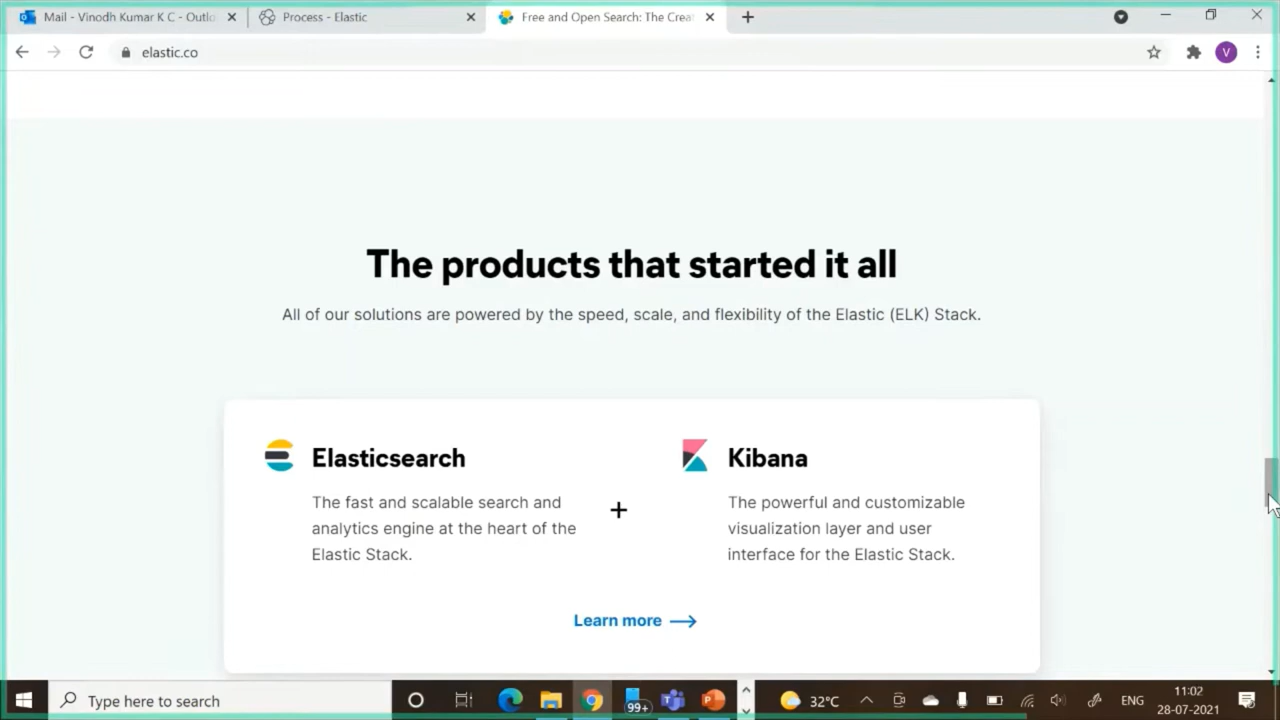 Mail - Vinodh Kumar K C - Outlo
Process - Elastic
Free and Open Search: The Creat
elastic.co
V
The products that started it all
All of our solutions are powered by the speed, scale, and flexibility of the Elastic (ELK) Stack.
Elasticsearch
The fast and scalable search and
analytics engine at the heart of the
Elastic Stack.
+
Kibana
The powerful and customizable
visualization layer and user
interface for the Elastic Stack.
Learn more
Type here to search
99+
32°C
ENG
11:02
28-07-2021